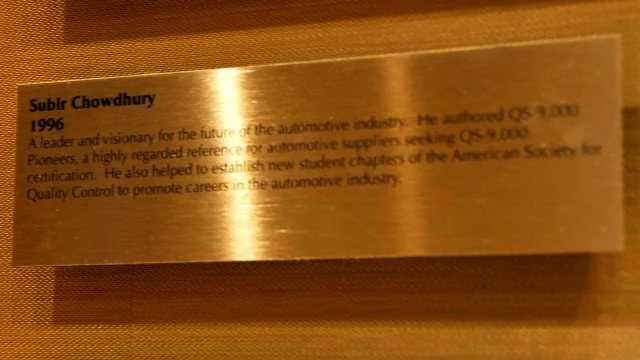 Subir Chowdhury
1996
A leader and visionary for the future of the automotive industry. He authored QS-9,000
Pioneers, a highly regarded reference for automotive suppliers seeking QS-9,000
certification. He also helped to establish new student chapters of the American Society for
Quality Control to promote careers in the automotive industry.